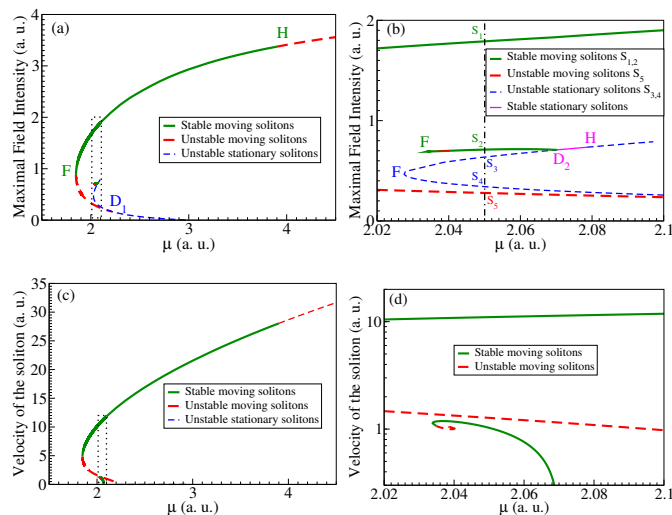 (a)
H
F
D1
Stable moving solitons
Unstable moving solitons
Unstable stationary solitons
Maximal Field Intensity (a. u.)
4
3
2
1
0
2
3
4
μ (a. u.)
(b)
S1
Stable moving solitons S1,2
Unstable moving solitons S5
Unstable stationary solitons S3,4
Stable stationary solitons
F
S2
H
D2
F
S3
S4
S5
Maximal Field Intensity (a. u.)
2
1
0
2.02
2.04
2.06
2.08
2.1
μ (a. u.)
(c)
Stable moving solitons
Unstable moving solitons
Unstable stationary solitons
Velocity of the soliton (a. u.)
35
30
25
20
15
10
5
0
2
3
4
μ (a. u.)
(d)
Stable moving solitons
Unstable moving solitons
Velocity of the soliton (a. u.)
10
1
2.02
2.04
2.06
2.08
2.1
μ (a. u.)